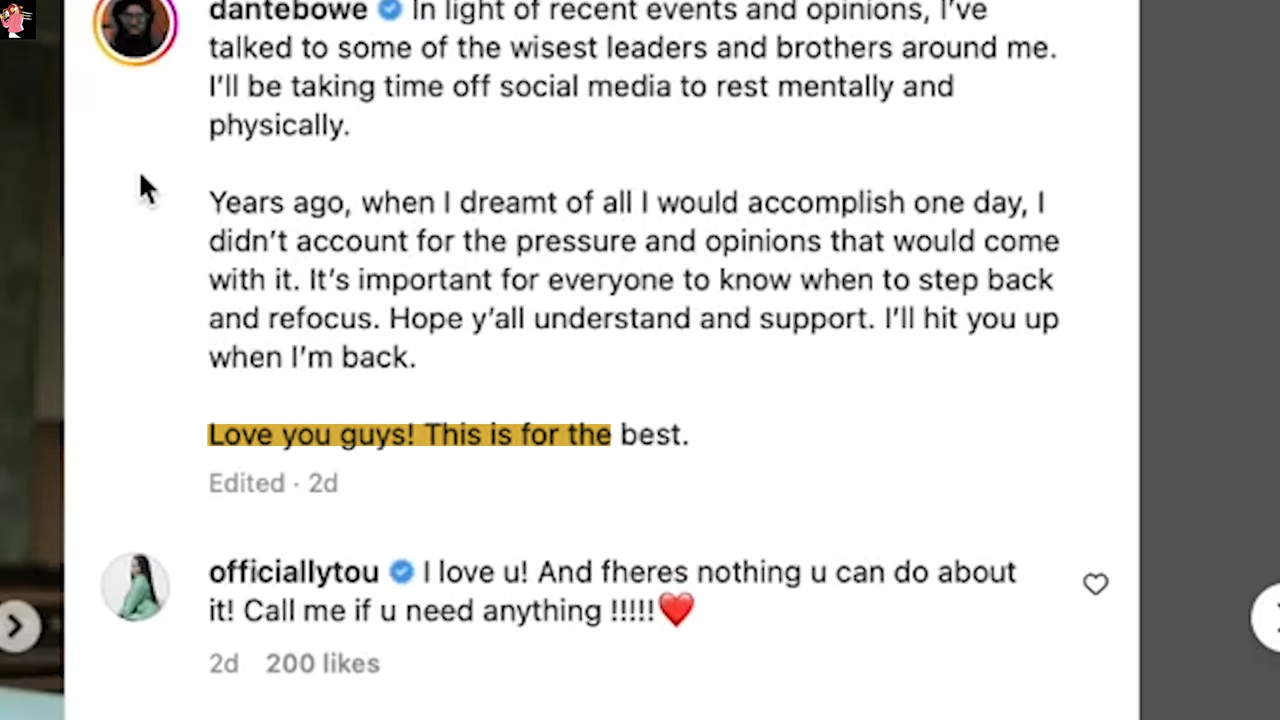 dantebowe In light of recent events and opinions, I've
talked to some of the wisest leaders and brothers around me.
I'll be taking time off social media to rest mentally and
physically.
Years ago, when I dreamt of all I would accomplish one day, I
didn't account for the pressure and opinions that would come
with it. It's important for everyone to know when to step back
and refocus. Hope y'all understand and support. I'll hit you up
when I'm back.
Love you guys! This is for the best.
Edited · 2d
officiallytou I love u! And fheres nothing u can do about
it! Call me if u need anything !!!!!❤️
2d 200 likes